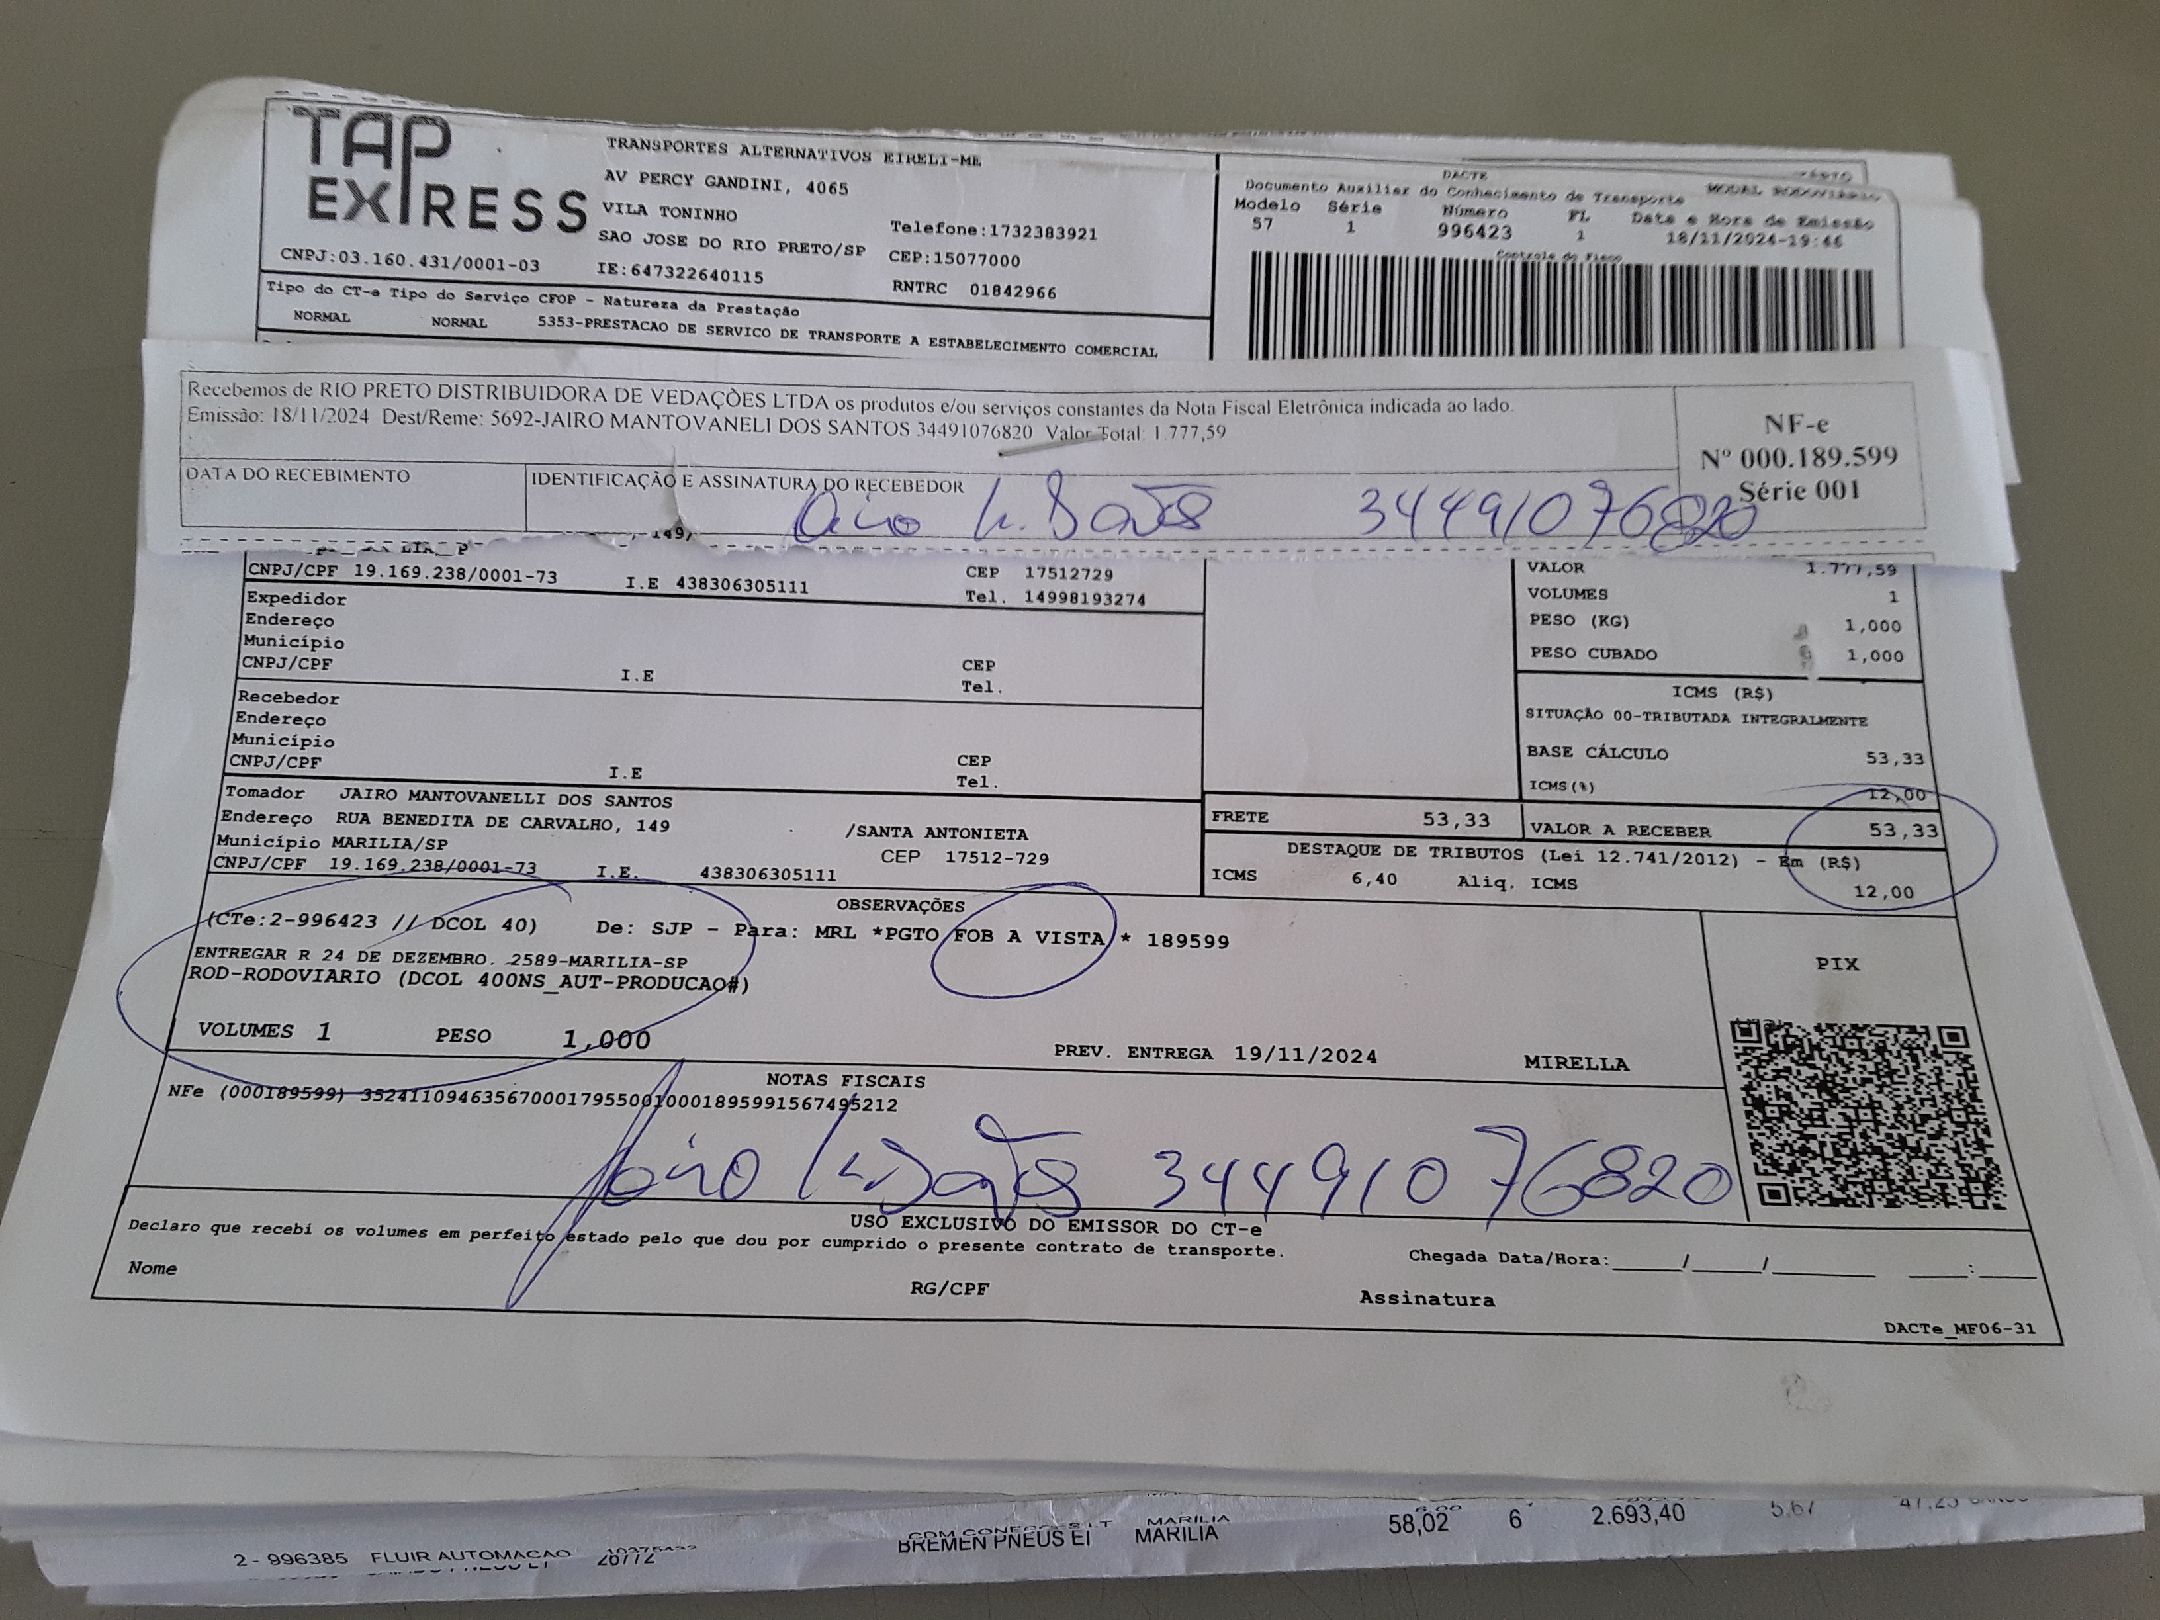 TAP EXPRESS
TRANSPORTES ALTERNATIVOS EIRELI-ME
AV PERCY GANDINI, 4065
VILA TONINHO
SAO JOSE DO RIO PRETO/SP
Telefone:1732383921
CEP:15077000
CNPJ:03.160.431/0001-03
IE:647322640115
RNTRC 01842966
Tipo do CT-e Tipo do Serviço CFOP - Natureza da Prestação
NORMAL NORMAL 5353-PRESTACAO DE SERVICO DE TRANSPORTE A ESTABELECIMENTO COMERCIAL
DACTE
Documento Auxiliar do Conhecimento de Transporte
MODAL RODOVIÁRIO
Modelo Série Número FL Data e Hora de Emissão
57 1 996423 1 18/11/2024-19:46
Controle do Fisco
Recebemos de RIO PRETO DISTRIBUIDORA DE VEDAÇÕES LTDA os produtos e/ou serviços constantes da Nota Fiscal Eletrônica indicada ao lado.
Emissão: 18/11/2024 Dest/Reme: 5692-JAIRO MANTOVANELI DOS SANTOS 34491076820 Valor Total: 1.777,59
NF-e
Nº 000.189.599
Série 001
DATA DO RECEBIMENTO
IDENTIFICAÇÃO E ASSINATURA DO RECEBEDOR
34491076820
CNPJ/CPF 19.169.238/0001-73 I.E 438306305111 CEP 17512729
Tel. 14998193274
Expedidor
Endereço
Município
CNPJ/CPF I.E CEP
Tel.
Recebedor
Endereço
Município
CNPJ/CPF I.E CEP
Tel.
VALOR 1.777,59
VOLUMES 1
PESO (KG) 1,000
PESO CUBADO 1,000
ICMS (R$)
SITUAÇÃO 00-TRIBUTADA INTEGRALMENTE
BASE CÁLCULO 53,33
ICMS(%) 12,00
Tomador JAIRO MANTOVANELLI DOS SANTOS
Endereço RUA BENEDITA DE CARVALHO, 149 /SANTA ANTONIETA
Município MARILIA/SP CEP 17512-729
CNPJ/CPF 19.169.238/0001-73 I.E. 438306305111
FRETE 53,33 VALOR A RECEBER 53,33
DESTAQUE DE TRIBUTOS (Lei 12.741/2012) - Em (R$)
ICMS 6,40 Aliq. ICMS 12,00
OBSERVAÇÕES
(CTe:2-996423 // DCOL 40) De: SJP - Para: MRL *PGTO FOB A VISTA * 189599
ENTREGAR R 24 DE DEZEMBRO. 2589-MARILIA-SP
ROD-RODOVIARIO (DCOL 400NS_AUT-PRODUCAO#)
VOLUMES 1 PESO 1,000
PREV. ENTREGA 19/11/2024 MIRELLA
PIX
NOTAS FISCAIS
NFe (000189599) 35241109463567000179550010001895991567495212
34491076820
USO EXCLUSIVO DO EMISSOR DO CT-e
Declaro que recebi os volumes em perfeito estado pelo que dou por cumprido o presente contrato de transporte.
Chegada Data/Hora:_____/_____/_______ ____:____
Nome RG/CPF Assinatura
DACTe_MF06-31
2- 996385 FLUIR AUTOMACAO
BREMEN PNEUS EI MARILIA 58,02 6 2.693,40 5,67